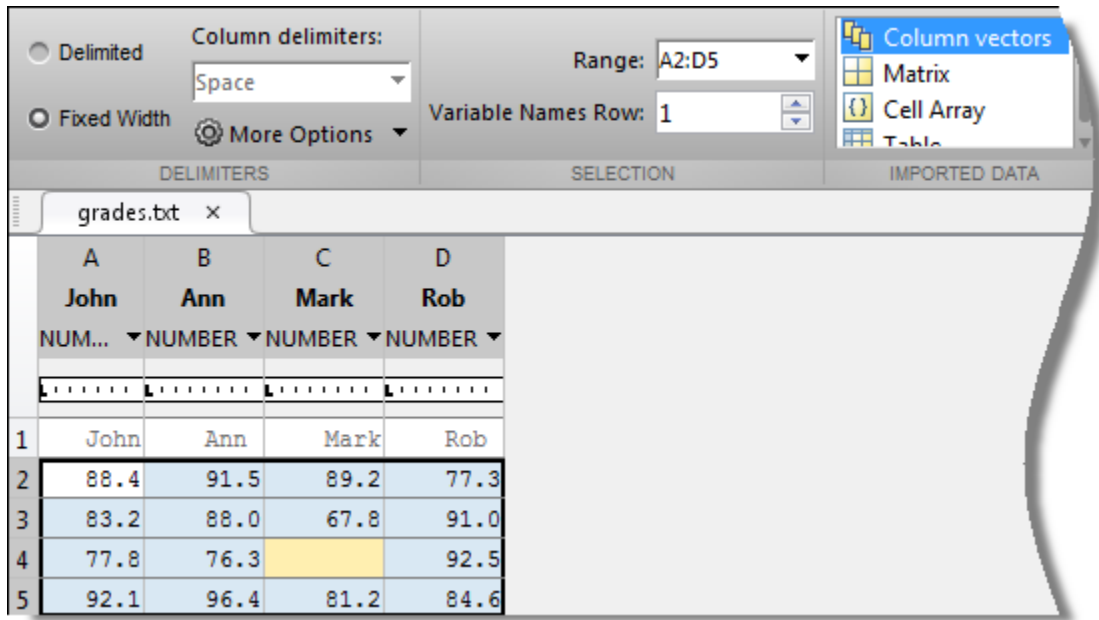 Delimited
Column delimiters:
Space
Fixed Width
More Options
DELIMITERS
Range: A2:D5
Variable Names Row: 1
SELECTION
Column vectors
Matrix
Cell Array
Table
IMPORTED DATA
grades.txt ×
A B C D
John Ann Mark Rob
NUM... NUMBER NUMBER NUMBER
1 John Ann Mark Rob
2 88.4 91.5 89.2 77.3
3 83.2 88.0 67.8 91.0
4 77.8 76.3 92.5
5 92.1 96.4 81.2 84.6